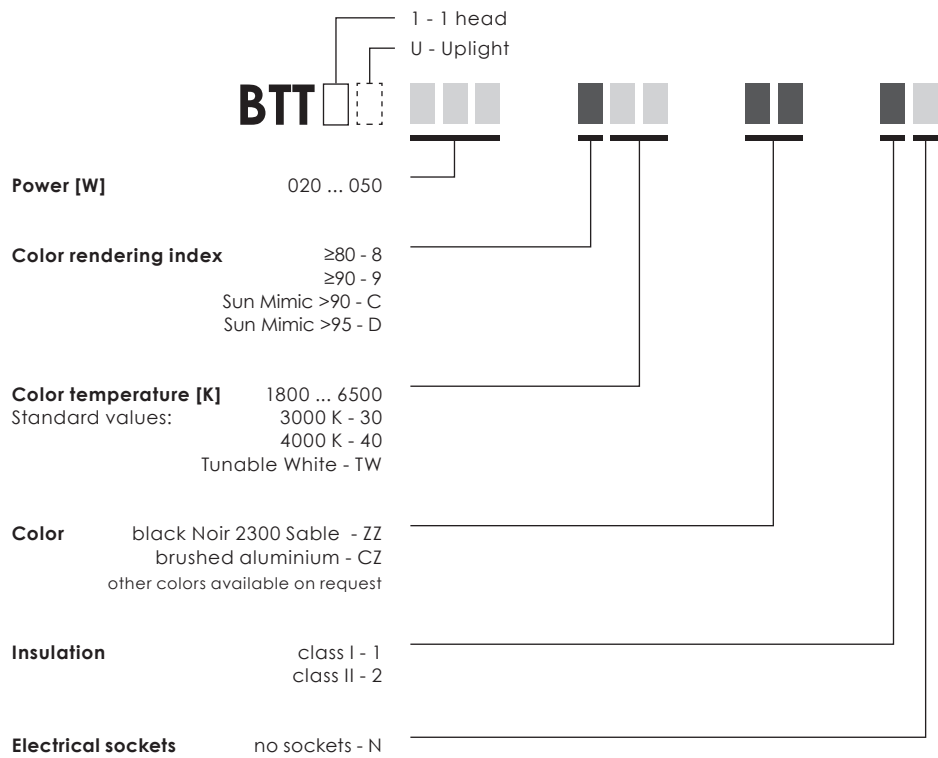 1 - 1 head
U - Uplight
BTT
Power [W] 020 ... 050
Color rendering index ≥80 - 8
≥90 - 9
Sun Mimic >90 - C
Sun Mimic >95 - D
Color temperature [K] 1800 ... 6500
Standard values: 3000 K - 30
4000 K - 40
Tunable White - TW
Color black Noir 2300 Sable - ZZ
brushed aluminium - CZ
other colors available on request
Insulation class I - 1
class II - 2
Electrical sockets no sockets - N